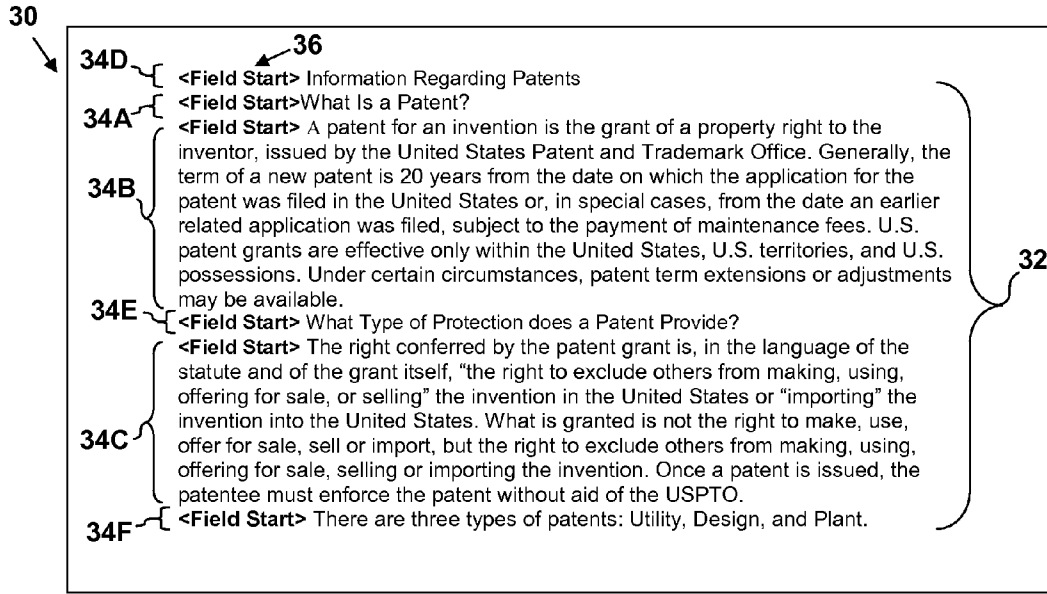 30
34D
36
<Field Start> Information Regarding Patents
34A
<Field Start>What Is a Patent?
<Field Start> A patent for an invention is the grant of a property right to the
inventor, issued by the United States Patent and Trademark Office. Generally, the
term of a new patent is 20 years from the date on which the application for the
34B
patent was filed in the United States or, in special cases, from the date an earlier
related application was filed, subject to the payment of maintenance fees. U.S.
patent grants are effective only within the United States, U.S. territories, and U.S.
possessions. Under certain circumstances, patent term extensions or adjustments
32
may be available.
34E
<Field Start> What Type of Protection does a Patent Provide?
<Field Start> The right conferred by the patent grant is, in the language of the
statute and of the grant itself, “the right to exclude others from making, using,
offering for sale, or selling” the invention in the United States or “importing” the
invention into the United States. What is granted is not the right to make, use,
34C
offer for sale, sell or import, but the right to exclude others from making, using,
offering for sale, selling or importing the invention. Once a patent is issued, the
patentee must enforce the patent without aid of the USPTO.
34F
<Field Start> There are three types of patents: Utility, Design, and Plant.